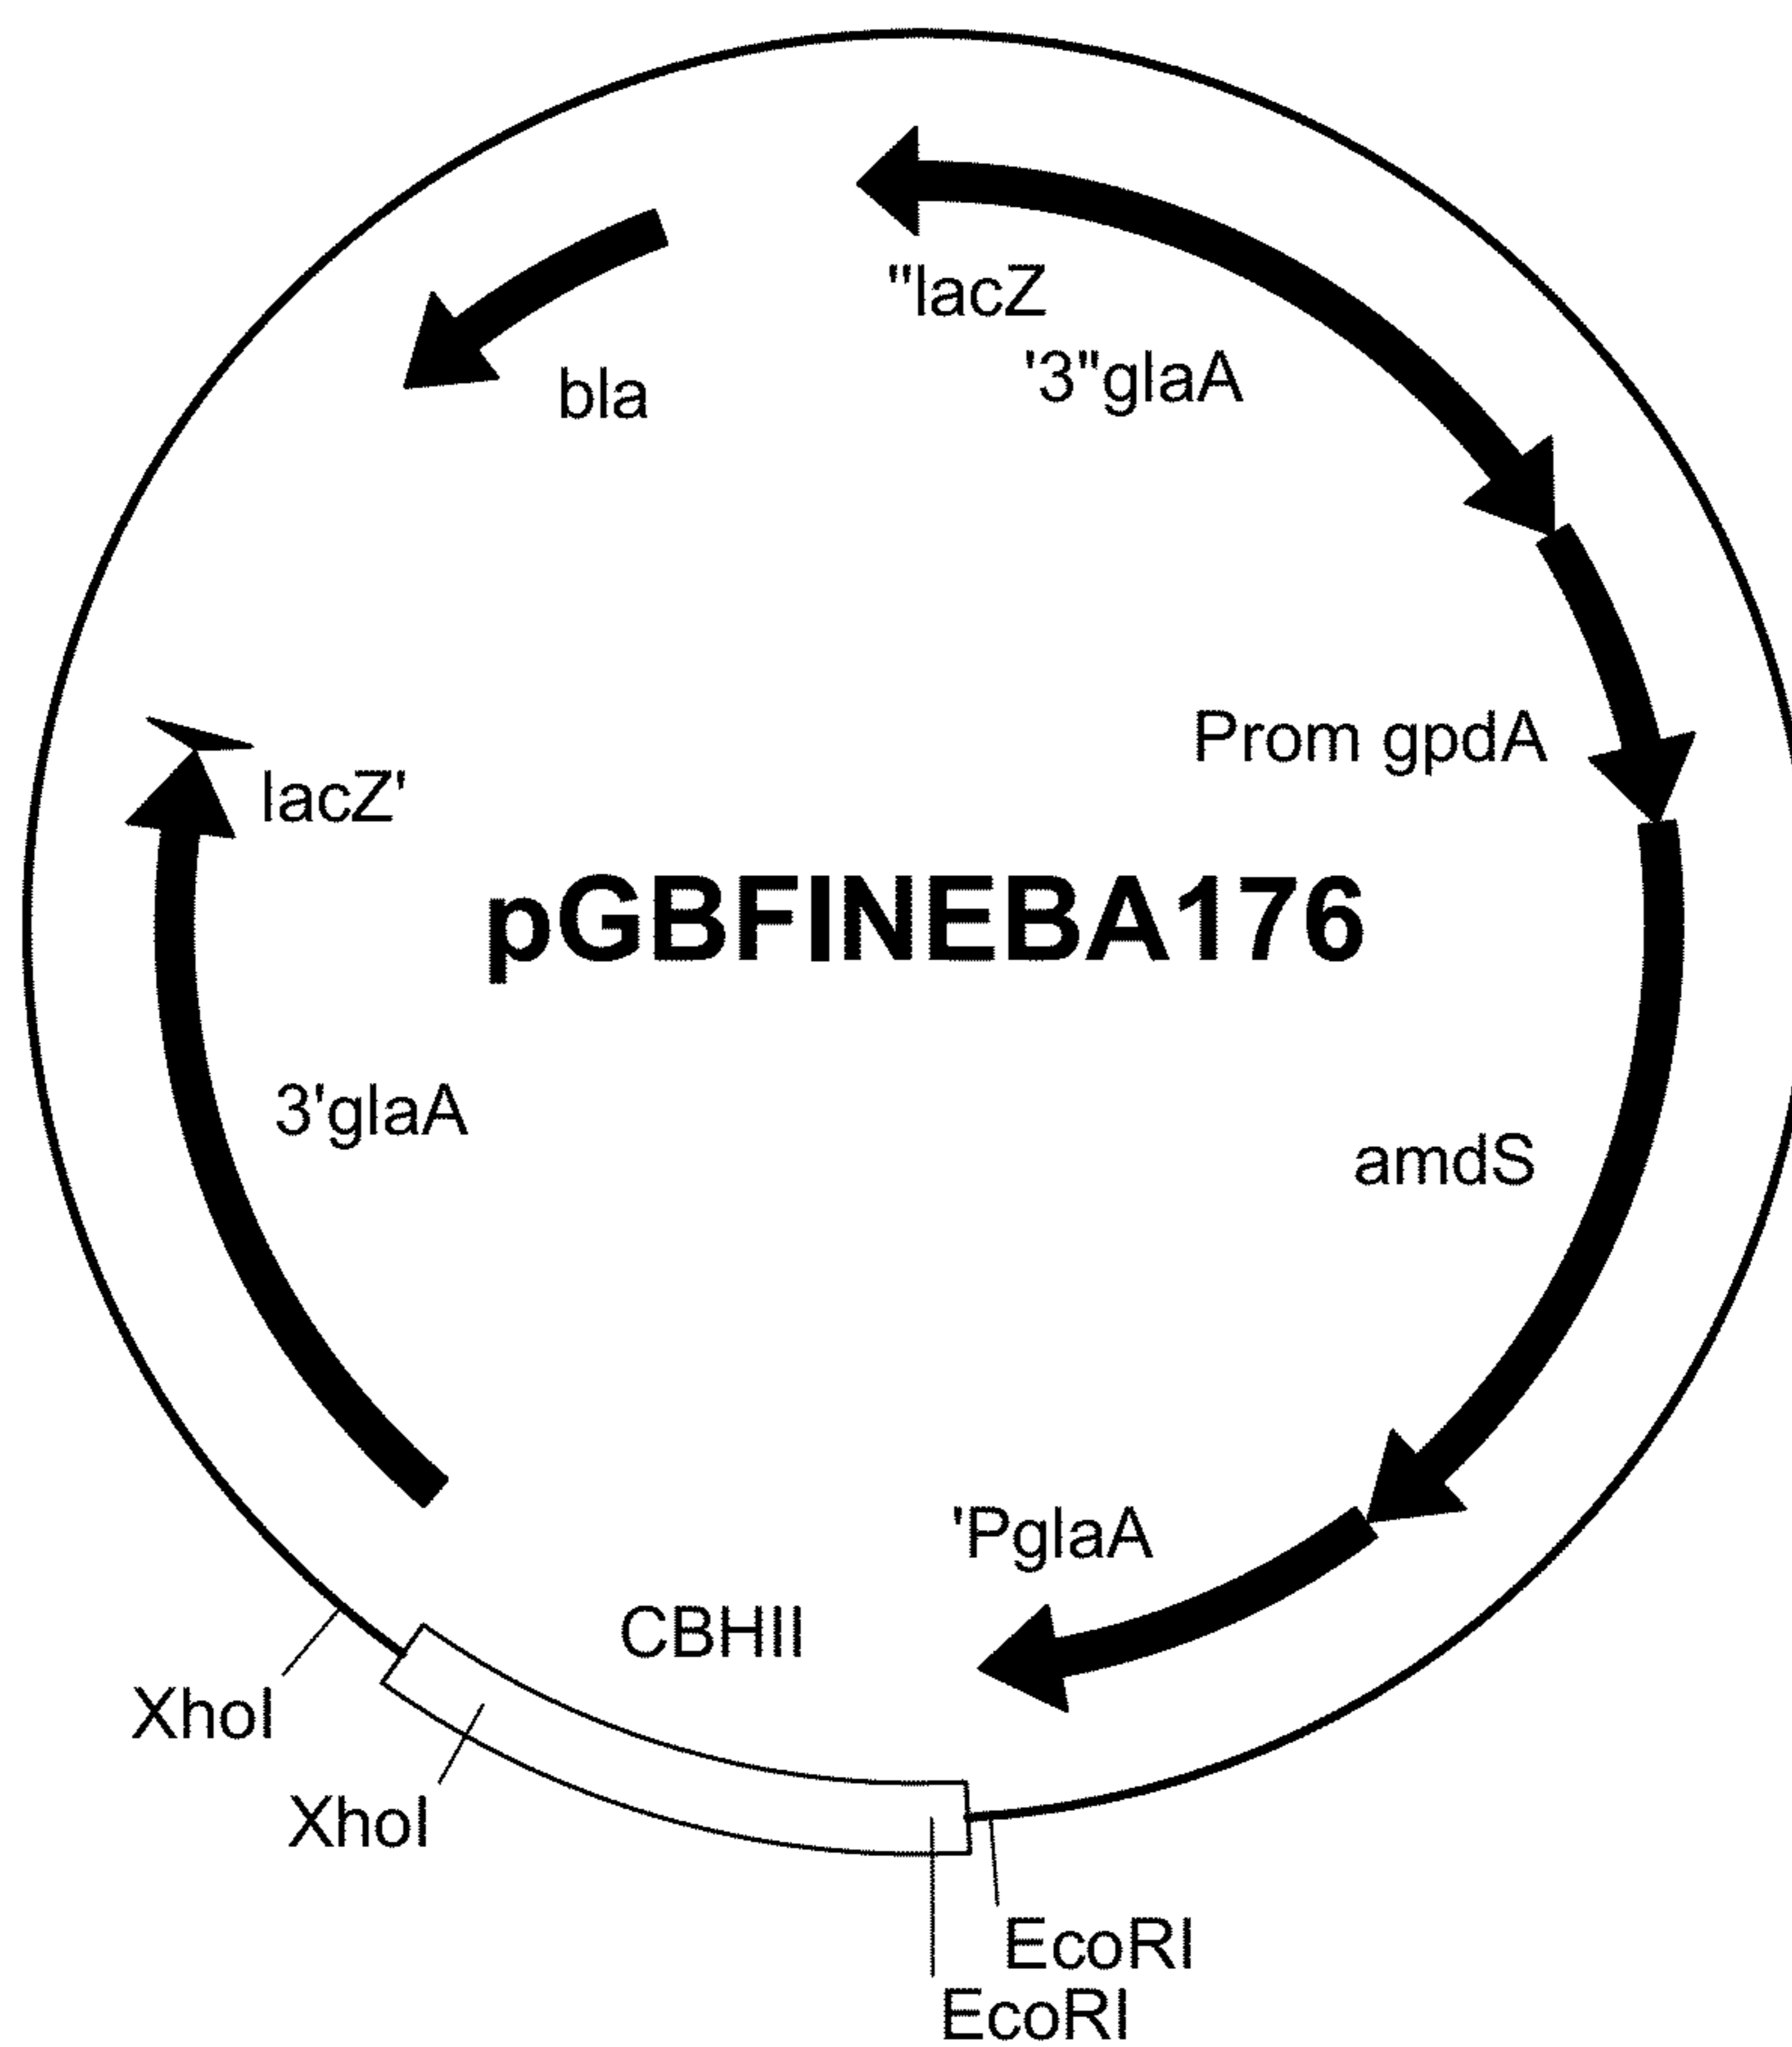 "lacZ
'3"glaA
bla
Prom gpdA
lacZ'
pGBFINEBA176
3'glaA
amdS
'PglaA
CBHII
XhoI
XhoI
EcoRI
EcoRI